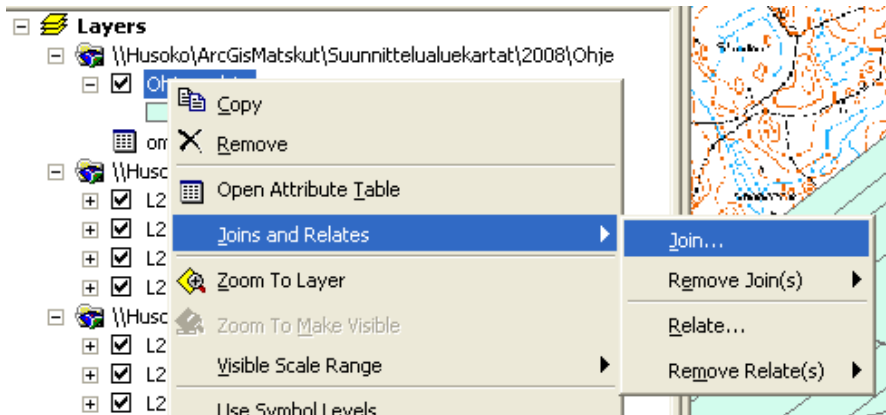 Layers
\\Husoko\ArcGisMatskut\Suunnittelualuekartat\2008\Ohje
Copy
Remove
\\Husc
Open Attribute Table
L2
L2
Joins and Relates
Join...
L2
Zoom To Layer
Remove Join(s)
L2
\\Husc
Zoom To Make Visible
Relate...
L2
Visible Scale Range
Remove Relate(s)
L2
L2
Use Symbol Levels